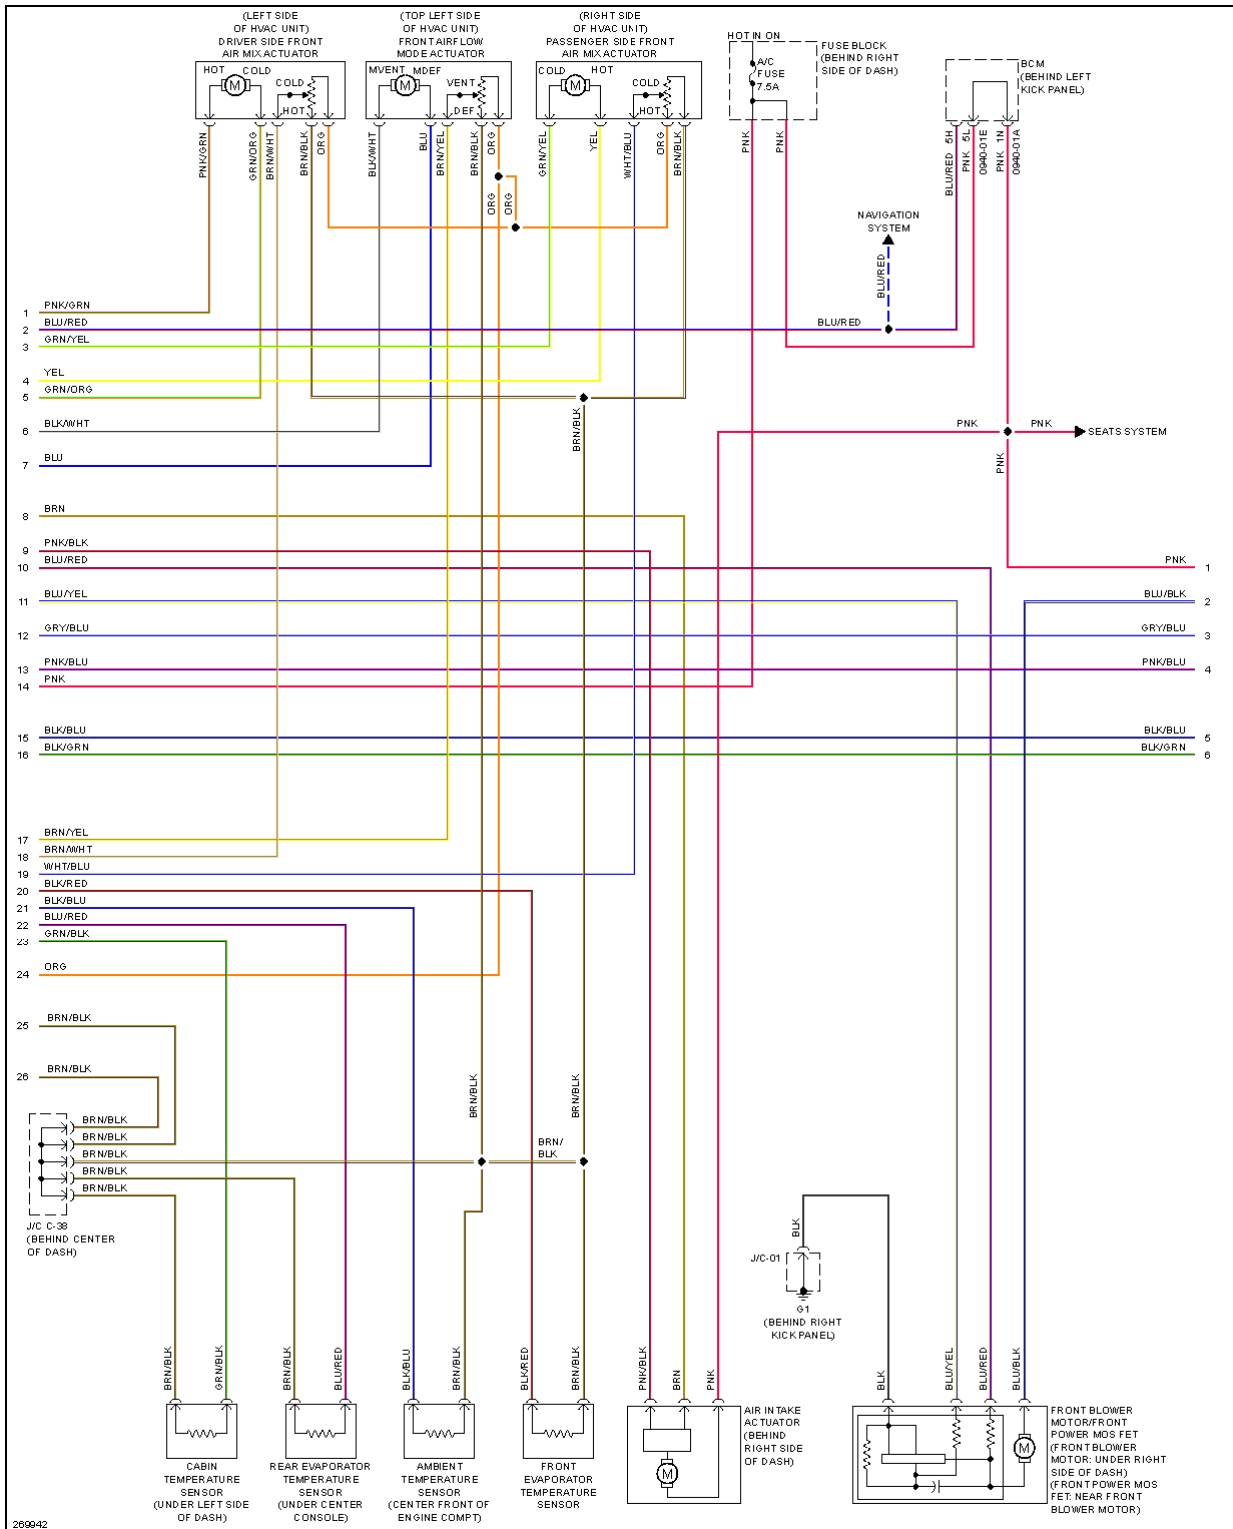 (LEFT SIDE
OF HVAC UNIT)
DRIVER SIDE FRONT
AIR MIX ACTUATOR
(TOP LEFT SIDE
OF HVAC UNIT)
FRONT AIRFLOW
MODE ACTUATOR
(RIGHT SIDE
OF HVAC UNIT)
PASSENGER SIDE FRONT
AIR MIX ACTUATOR
HOT IN ON
FUSE BLOCK
(BEHIND RIGHT
SIDE OF DASH)
A/C
FUSE
7.5A
BCM
(BEHIND LEFT
KICK PANEL)
HOT
COLD
M
COLD
HOT
MVENT
MDEF
M
VENT
DEF
COLD
HOT
M
COLD
HOT
PNK/GRN
GRN/ORG
BRN/WHT
BRN/BLK
ORG
BLK/WHT
BLU
BRN/YEL
BRN/BLK
ORG
GRN/YEL
YEL
WHT/BLU
ORG
BRN/BLK
PNK
PNK
BLU/RED 5H
PNK 5L
0940-01E
PNK 1N
0940-01A
ORG
ORG
NAVIGATION
SYSTEM
BLU/RED
1 PNK/GRN
2 BLU/RED
BLU/RED
3 GRN/YEL
4 YEL
5 GRN/ORG
6 BLK/WHT
BRN/BLK
PNK
PNK
SEATS SYSTEM
7 BLU
PNK
8 BRN
9 PNK/BLK
10 BLU/RED
PNK 1
11 BLU/YEL
BLU/BLK 2
12 GRY/BLU
GRY/BLU 3
13 PNK/BLU
PNK/BLU 4
14 PNK
15 BLK/BLU
BLK/BLU 5
16 BLK/GRN
BLK/GRN 6
17 BRN/YEL
18 BRN/WHT
19 WHT/BLU
20 BLK/RED
21 BLK/BLU
22 BLU/RED
23 GRN/BLK
24 ORG
25 BRN/BLK
26 BRN/BLK
BRN/BLK
BRN/BLK
BRN/BLK
BRN/BLK
BRN/BLK
BRN/BLK
BRN/BLK
BRN/
BLK
J/C C-38
(BEHIND CENTER
OF DASH)
BLK
J/C-01
G1
(BEHIND RIGHT
KICK PANEL)
BRN/BLK
GRN/BLK
BRN/BLK
BLU/RED
BLK/BLU
BRN/BLK
BLK/RED
BRN/BLK
PNK/BLK
BRN
PNK
BLK
BLU/YEL
BLU/RED
BLU/BLK
CABIN
TEMPERATURE
SENSOR
(UNDER LEFT SIDE
OF DASH)
REAR EVAPORATOR
TEMPERATURE
SENSOR
(UNDER CENTER
CONSOLE)
AMBIENT
TEMPERATURE
SENSOR
(CENTER FRONT OF
ENGINE COMPT)
FRONT
EVAPORATOR
TEMPERATURE
SENSOR
M
AIR INTAKE
ACTUATOR
(BEHIND
RIGHT SIDE
OF DASH)
M
FRONT BLOWER
MOTOR/FRONT
POWER MOS FET
(FRONT BLOWER
MOTOR: UNDER RIGHT
SIDE OF DASH)
(FRONT POWER MOS
FET: NEAR FRONT
BLOWER MOTOR)
269942